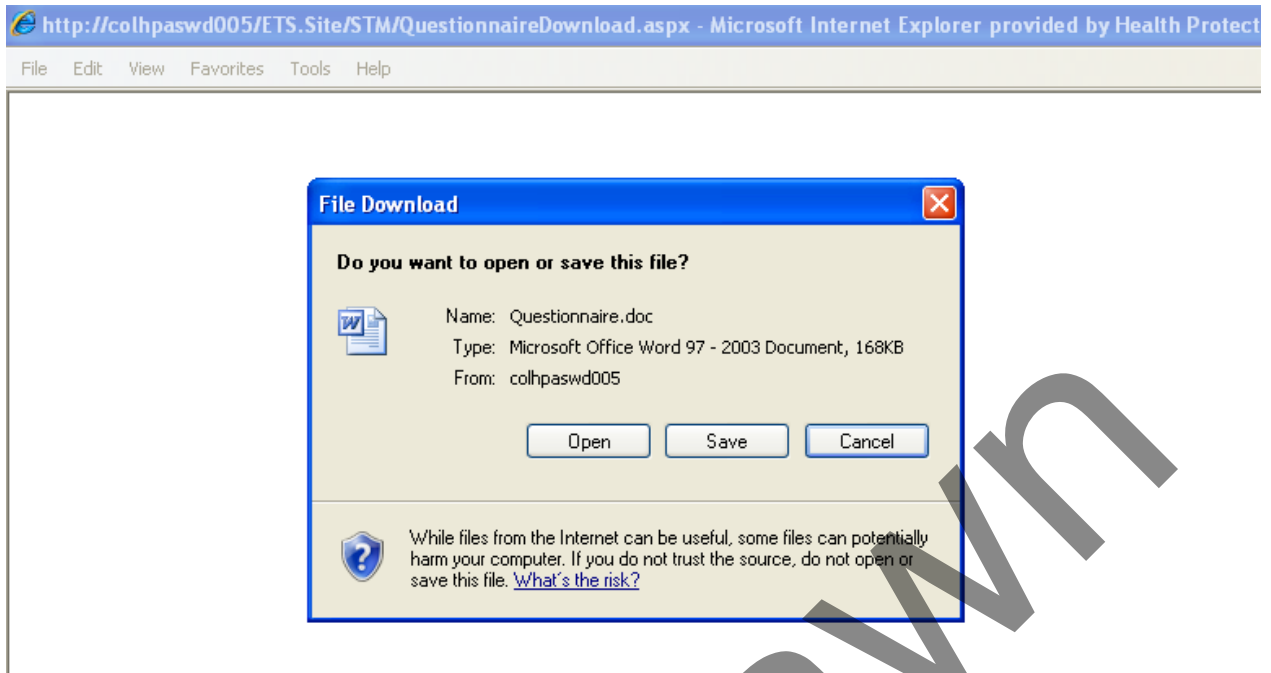 http://colhpaswd005/ETS.Site/STM/QuestionnaireDownload.aspx - Microsoft Internet Explorer provided by Health Protect
File Edit View Favorites Tools Help
File Download
Do you want to open or save this file?
Name: Questionnaire.doc
Type: Microsoft Office Word 97 - 2003 Document, 168KB
From: colhpaswd005
Open Save Cancel
While files from the Internet can be useful, some files can potentially
harm your computer. If you do not trust the source, do not open or
save this file. What's the risk?
wn